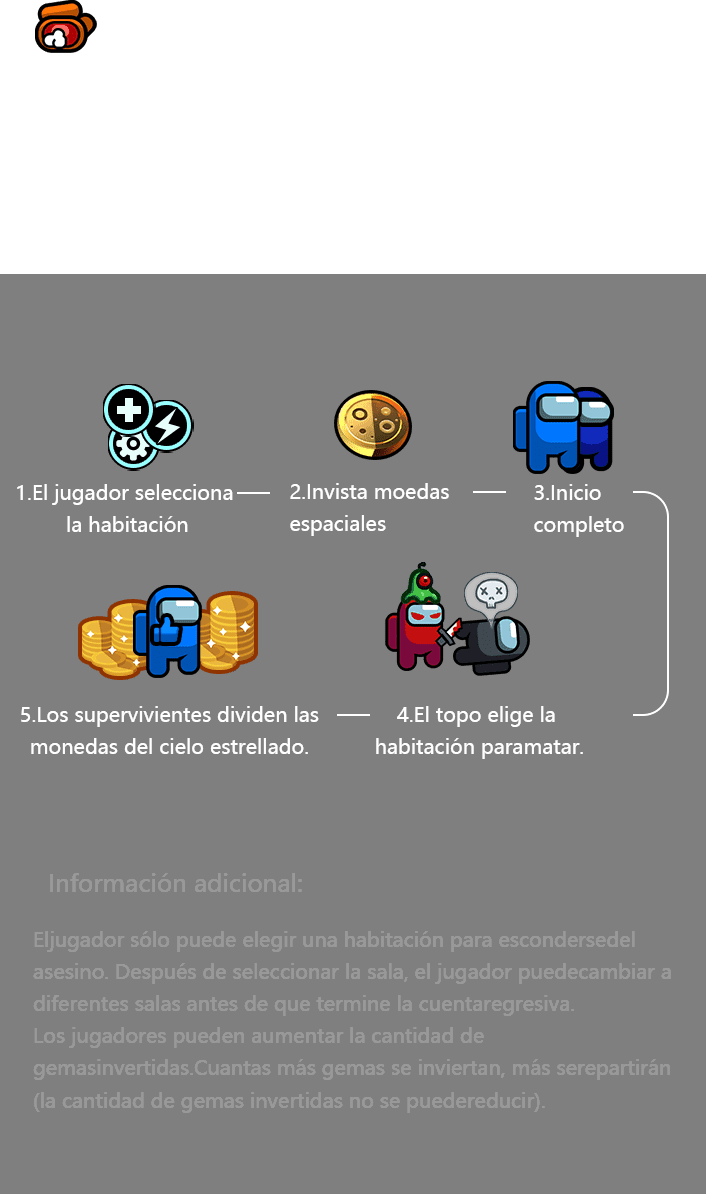 1.El jugador selecciona
la habitación
2.Invista moedas
espaciales
3.Inicio
completo
4.El topo elige la
habitación paramatar.
5.Los supervivientes dividen las
monedas del cielo estrellado.
Información adicional:
Eljugador sólo puede elegir una habitación para escondersedel
asesino. Después de seleccionar la sala, el jugador puedecambiar a
diferentes salas antes de que termine la cuentaregresiva.
Los jugadores pueden aumentar la cantidad de
gemasinvertidas.Cuantas más gemas se inviertan, más serepartirán
(la cantidad de gemas invertidas no se puedereducir).